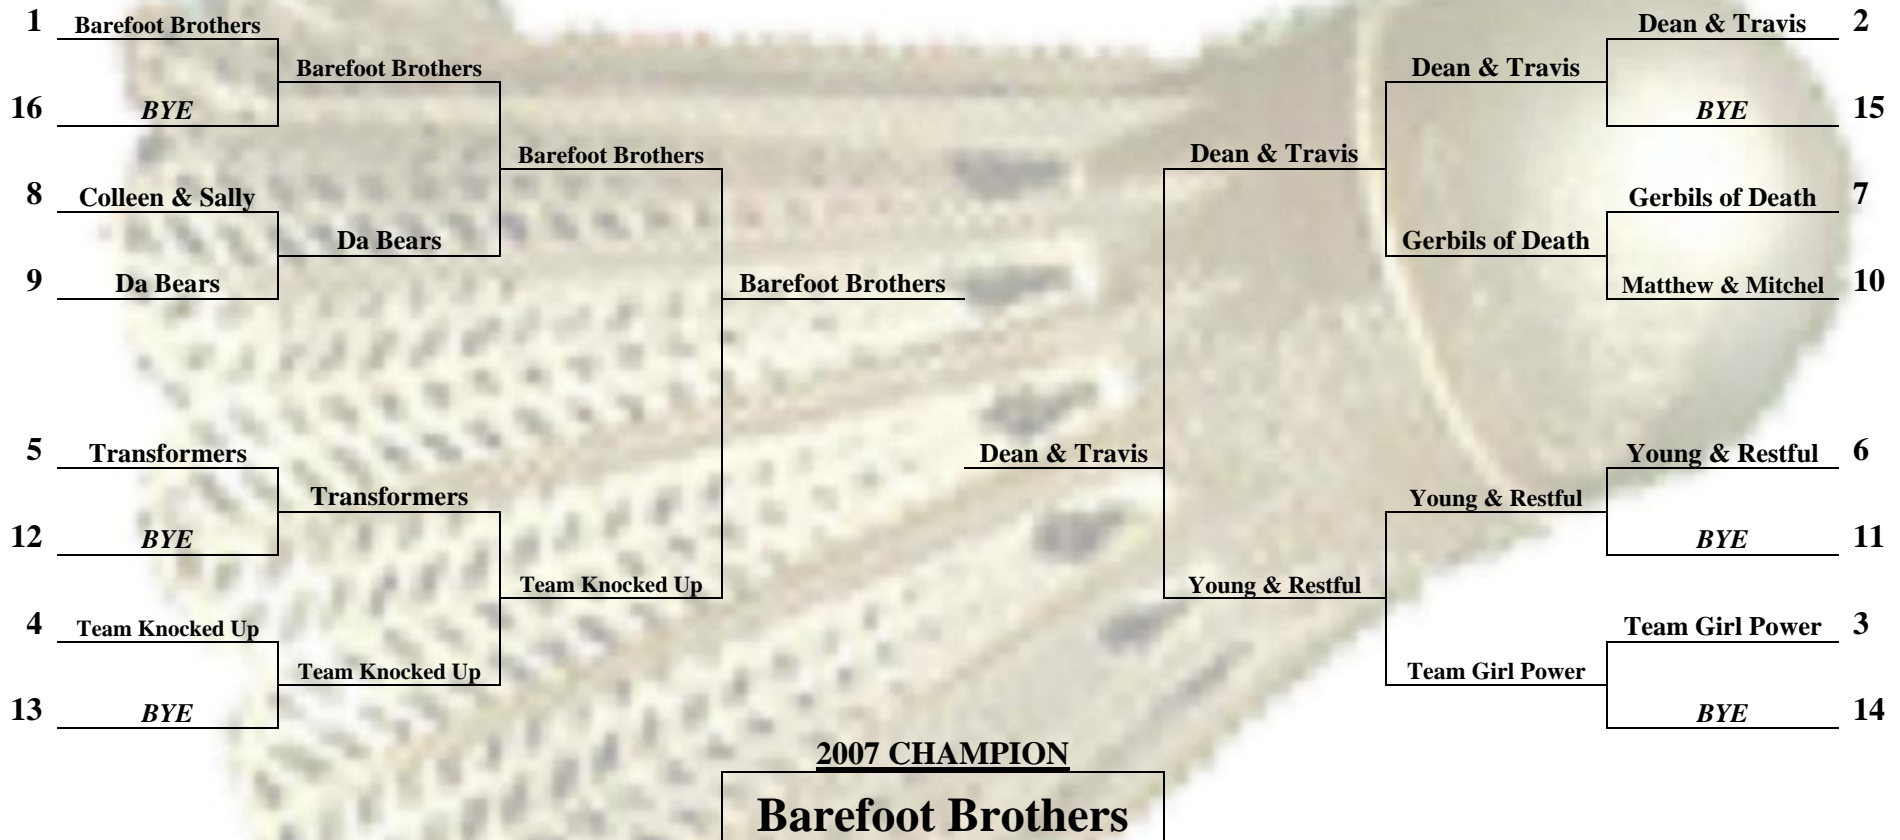 1 Barefoot Brothers
Barefoot Brothers
16 BYE
Barefoot Brothers
8 Colleen & Sally
Da Bears
9 Da Bears
Barefoot Brothers
5 Transformers
Transformers
12 BYE
Team Knocked Up
4 Team Knocked Up
Team Knocked Up
13 BYE
Dean & Travis 2
Dean & Travis
BYE 15
Dean & Travis
Gerbils of Death 7
Gerbils of Death
Matthew & Mitchel 10
Dean & Travis
Young & Restful 6
Young & Restful
BYE 11
Young & Restful
Team Girl Power 3
Team Girl Power
BYE 14
2007 CHAMPION
Barefoot Brothers